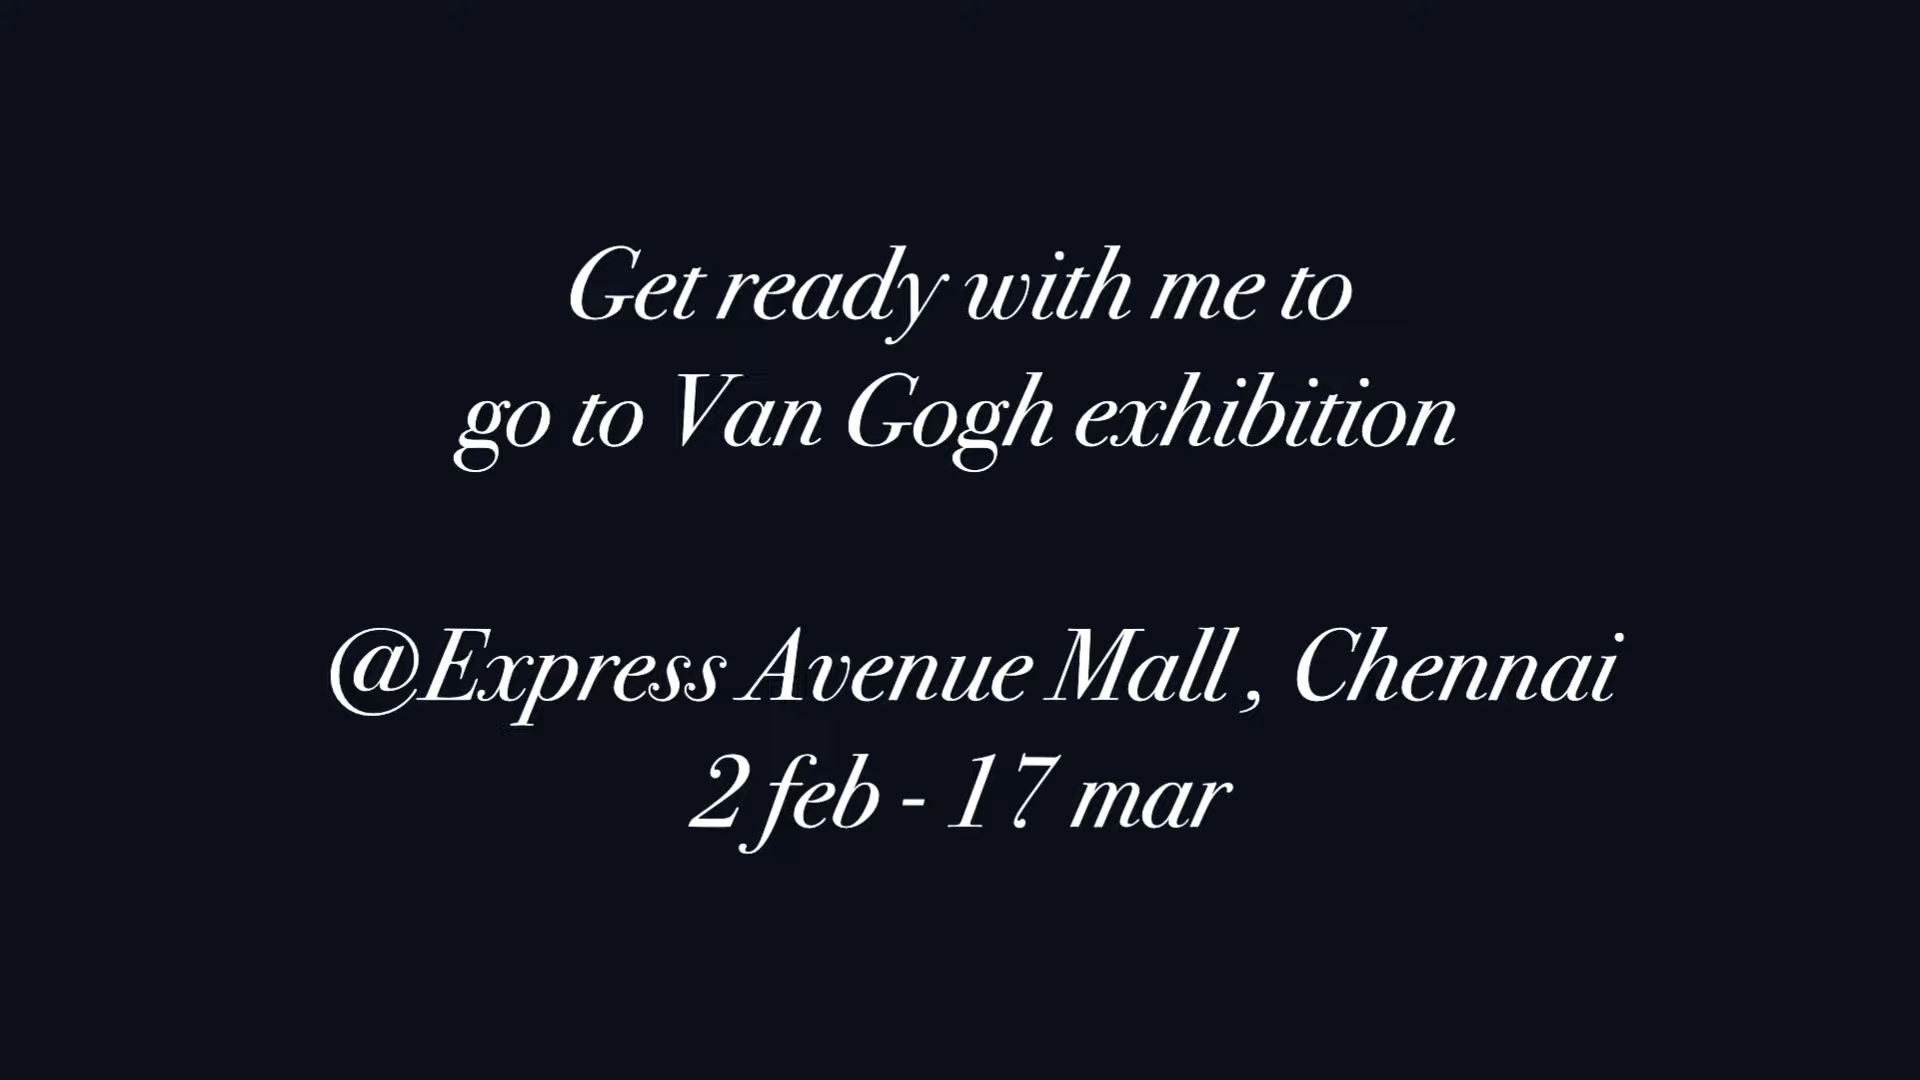 Get ready with me to
go to Van Gogh exhibition
@Express Avenue Mall , Chennai
2 feb - 17 mar